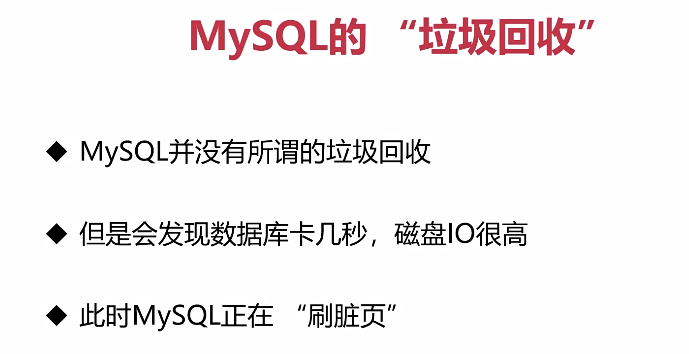 MySQL的 “垃圾回收”
◆ MySQL并没有所谓的垃圾回收
◆ 但是会发现数据库卡几秒，磁盘IO很高
◆ 此时MySQL正在 “刷脏页”